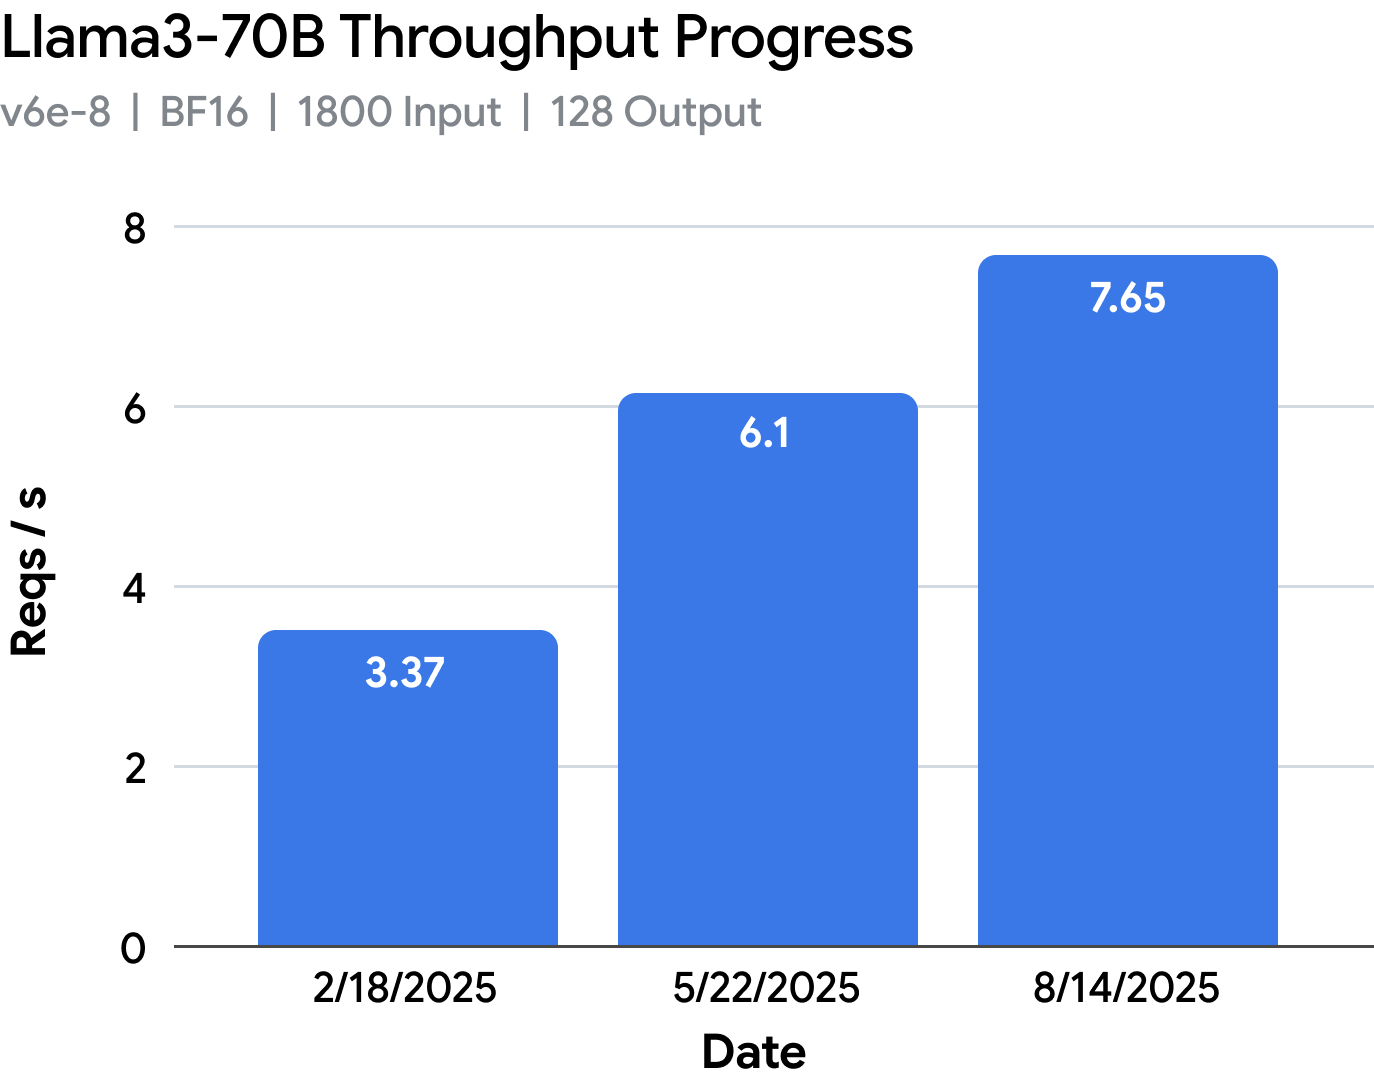 Llama3-70B Throughput Progress
v6e-8 | BF16 | 1800 Input | 128 Output
8
6
4
2
0
Reqs / s
3.37
6.1
7.65
2/18/2025
5/22/2025
8/14/2025
Date